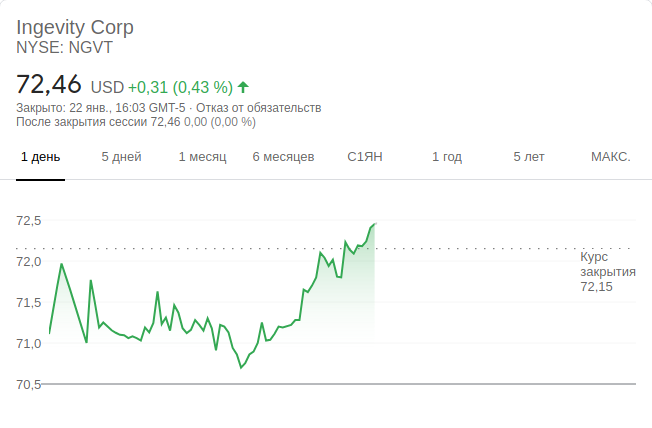 Ingevity Corp
NYSE: NGVT
72,46 USD +0,31 (0,43 %)
Закрыто: 22 янв., 16:03 GMT-5 · Отказ от обязательств
После закрытия сессии 72,46 0,00 (0,00 %)
1 день 5 дней 1 месяц 6 месяцев С1ЯН 1 год 5 лет МАКС.
72,5
72,0
71,5
71,0
70,5
Курс
закрытия
72,15